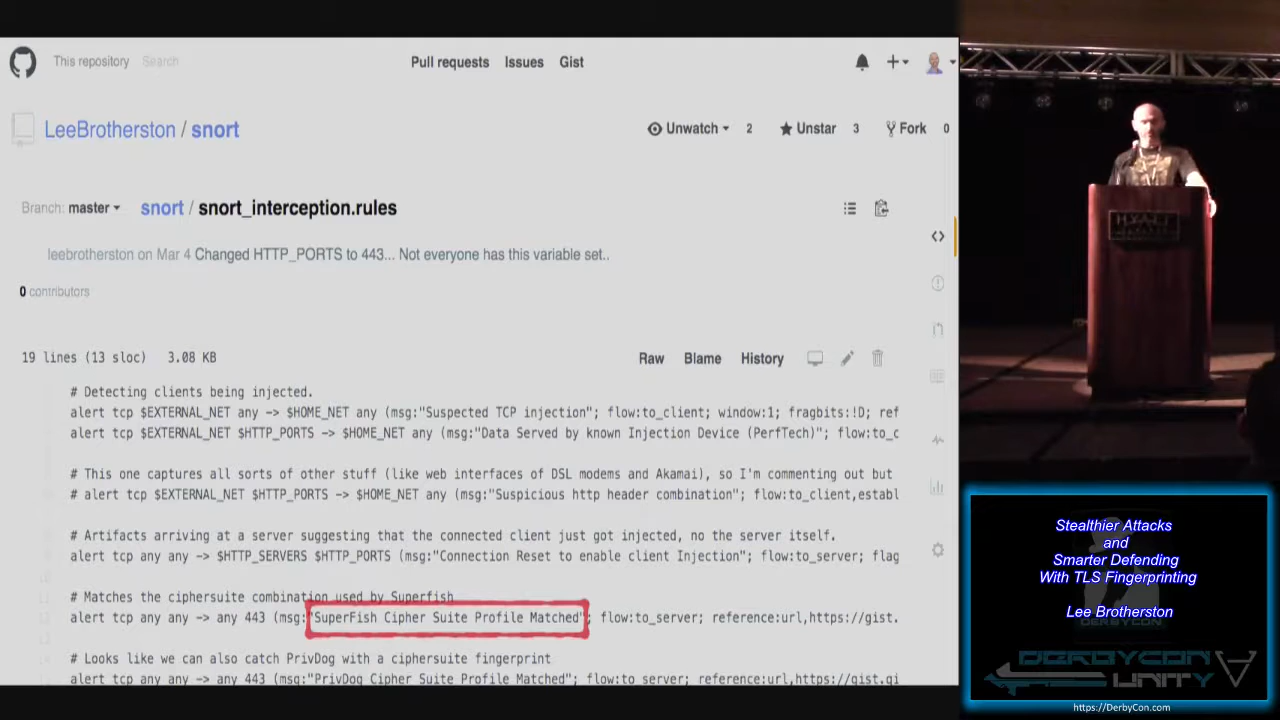 This repository Search
Pull requests Issues Gist
LeeBrotherston / snort
Unwatch 2 Unstar 3 Fork 0
Branch: master
snort / snort_interception.rules
leebrotherston on Mar 4 Changed HTTP_PORTS to 443... Not everyone has this variable set..
0 contributors
19 lines (13 sloc) 3.08 KB
Raw Blame History
# Detecting clients being injected.
alert tcp $EXTERNAL_NET any -> $HOME_NET any (msg:"Suspected TCP injection"; flow:to_client; window:1; fragbits:!D; ref
alert tcp $EXTERNAL_NET $HTTP_PORTS -> $HOME_NET any (msg:"Data Served by known Injection Device (PerfTech)"; flow:to_c
# This one captures all sorts of other stuff (like web interfaces of DSL modems and Akamai), so I'm commenting out but
# alert tcp $EXTERNAL_NET $HTTP_PORTS -> $HOME_NET any (msg:"Suspicious http header combination"; flow:to_client,establ
# Artifacts arriving at a server suggesting that the connected client just got injected, no the server itself.
alert tcp any any -> $HTTP_SERVERS $HTTP_PORTS (msg:"Connection Reset to enable client Injection"; flow:to_server; flag
# Matches the ciphersuite combination used by Superfish
alert tcp any any -> any 443 (msg:"SuperFish Cipher Suite Profile Matched"; flow:to_server; reference:url,https://gist.
# Looks like we can also catch PrivDog with a ciphersuite fingerprint
alert tcp any any -> any 443 (msg:"PrivDog Cipher Suite Profile Matched"; flow:to_server; reference:url,https://gist.gi
HYATT
Stealthier Attacks
and
Smarter Defending
With TLS Fingerprinting
Lee Brotherston
DERBYCON
UNITY
https://DerbyCon.com